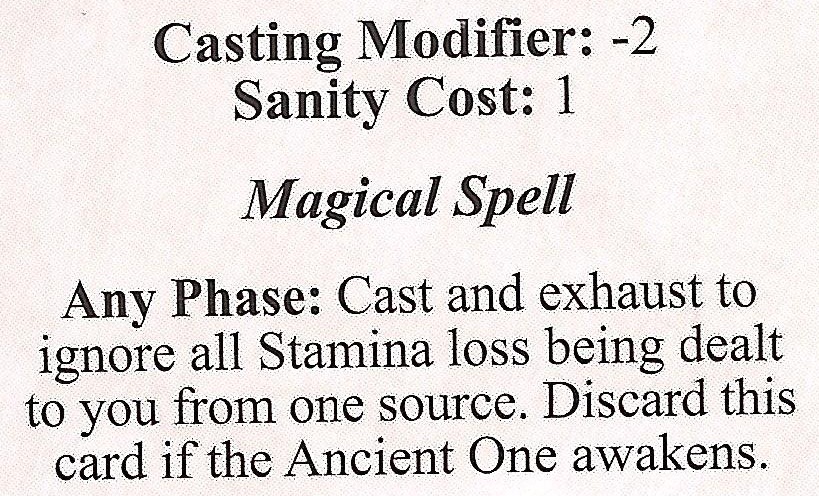 Casting Modifier: -2
Sanity Cost: 1
Magical Spell
Any Phase: Cast and exhaust to
ignore all Stamina loss being dealt
to you from one source. Discard this
card if the Ancient One awakens.